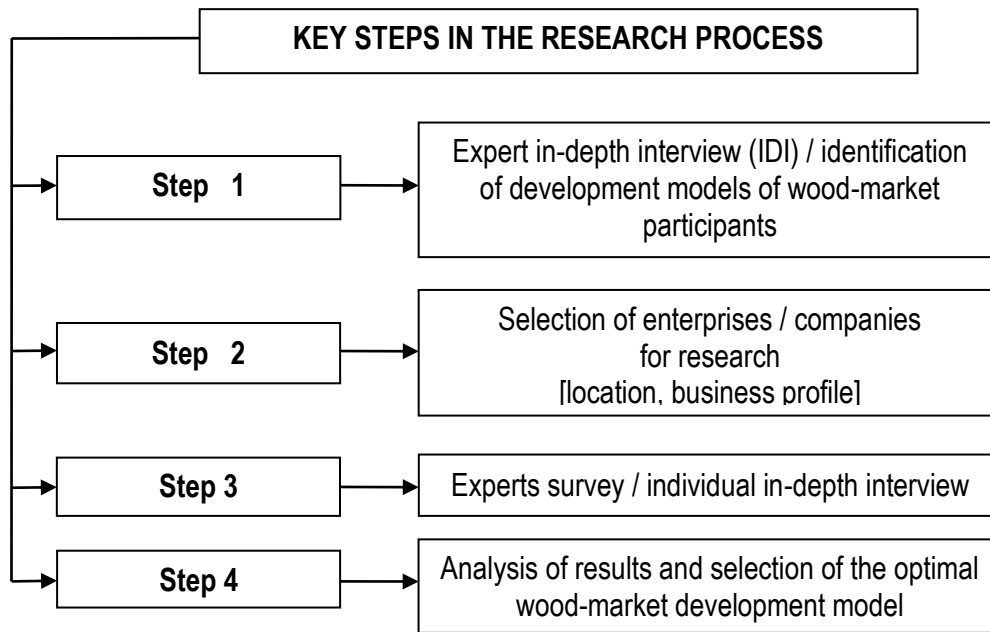 KEY STEPS IN THE RESEARCH PROCESS
Step 1
Expert in-depth interview (IDI) / identification
of development models of wood-market
participants
Step 2
Selection of enterprises / companies
for research
[location, business profile]
Step 3
Experts survey / individual in-depth interview
Step 4
Analysis of results and selection of the optimal
wood-market development model